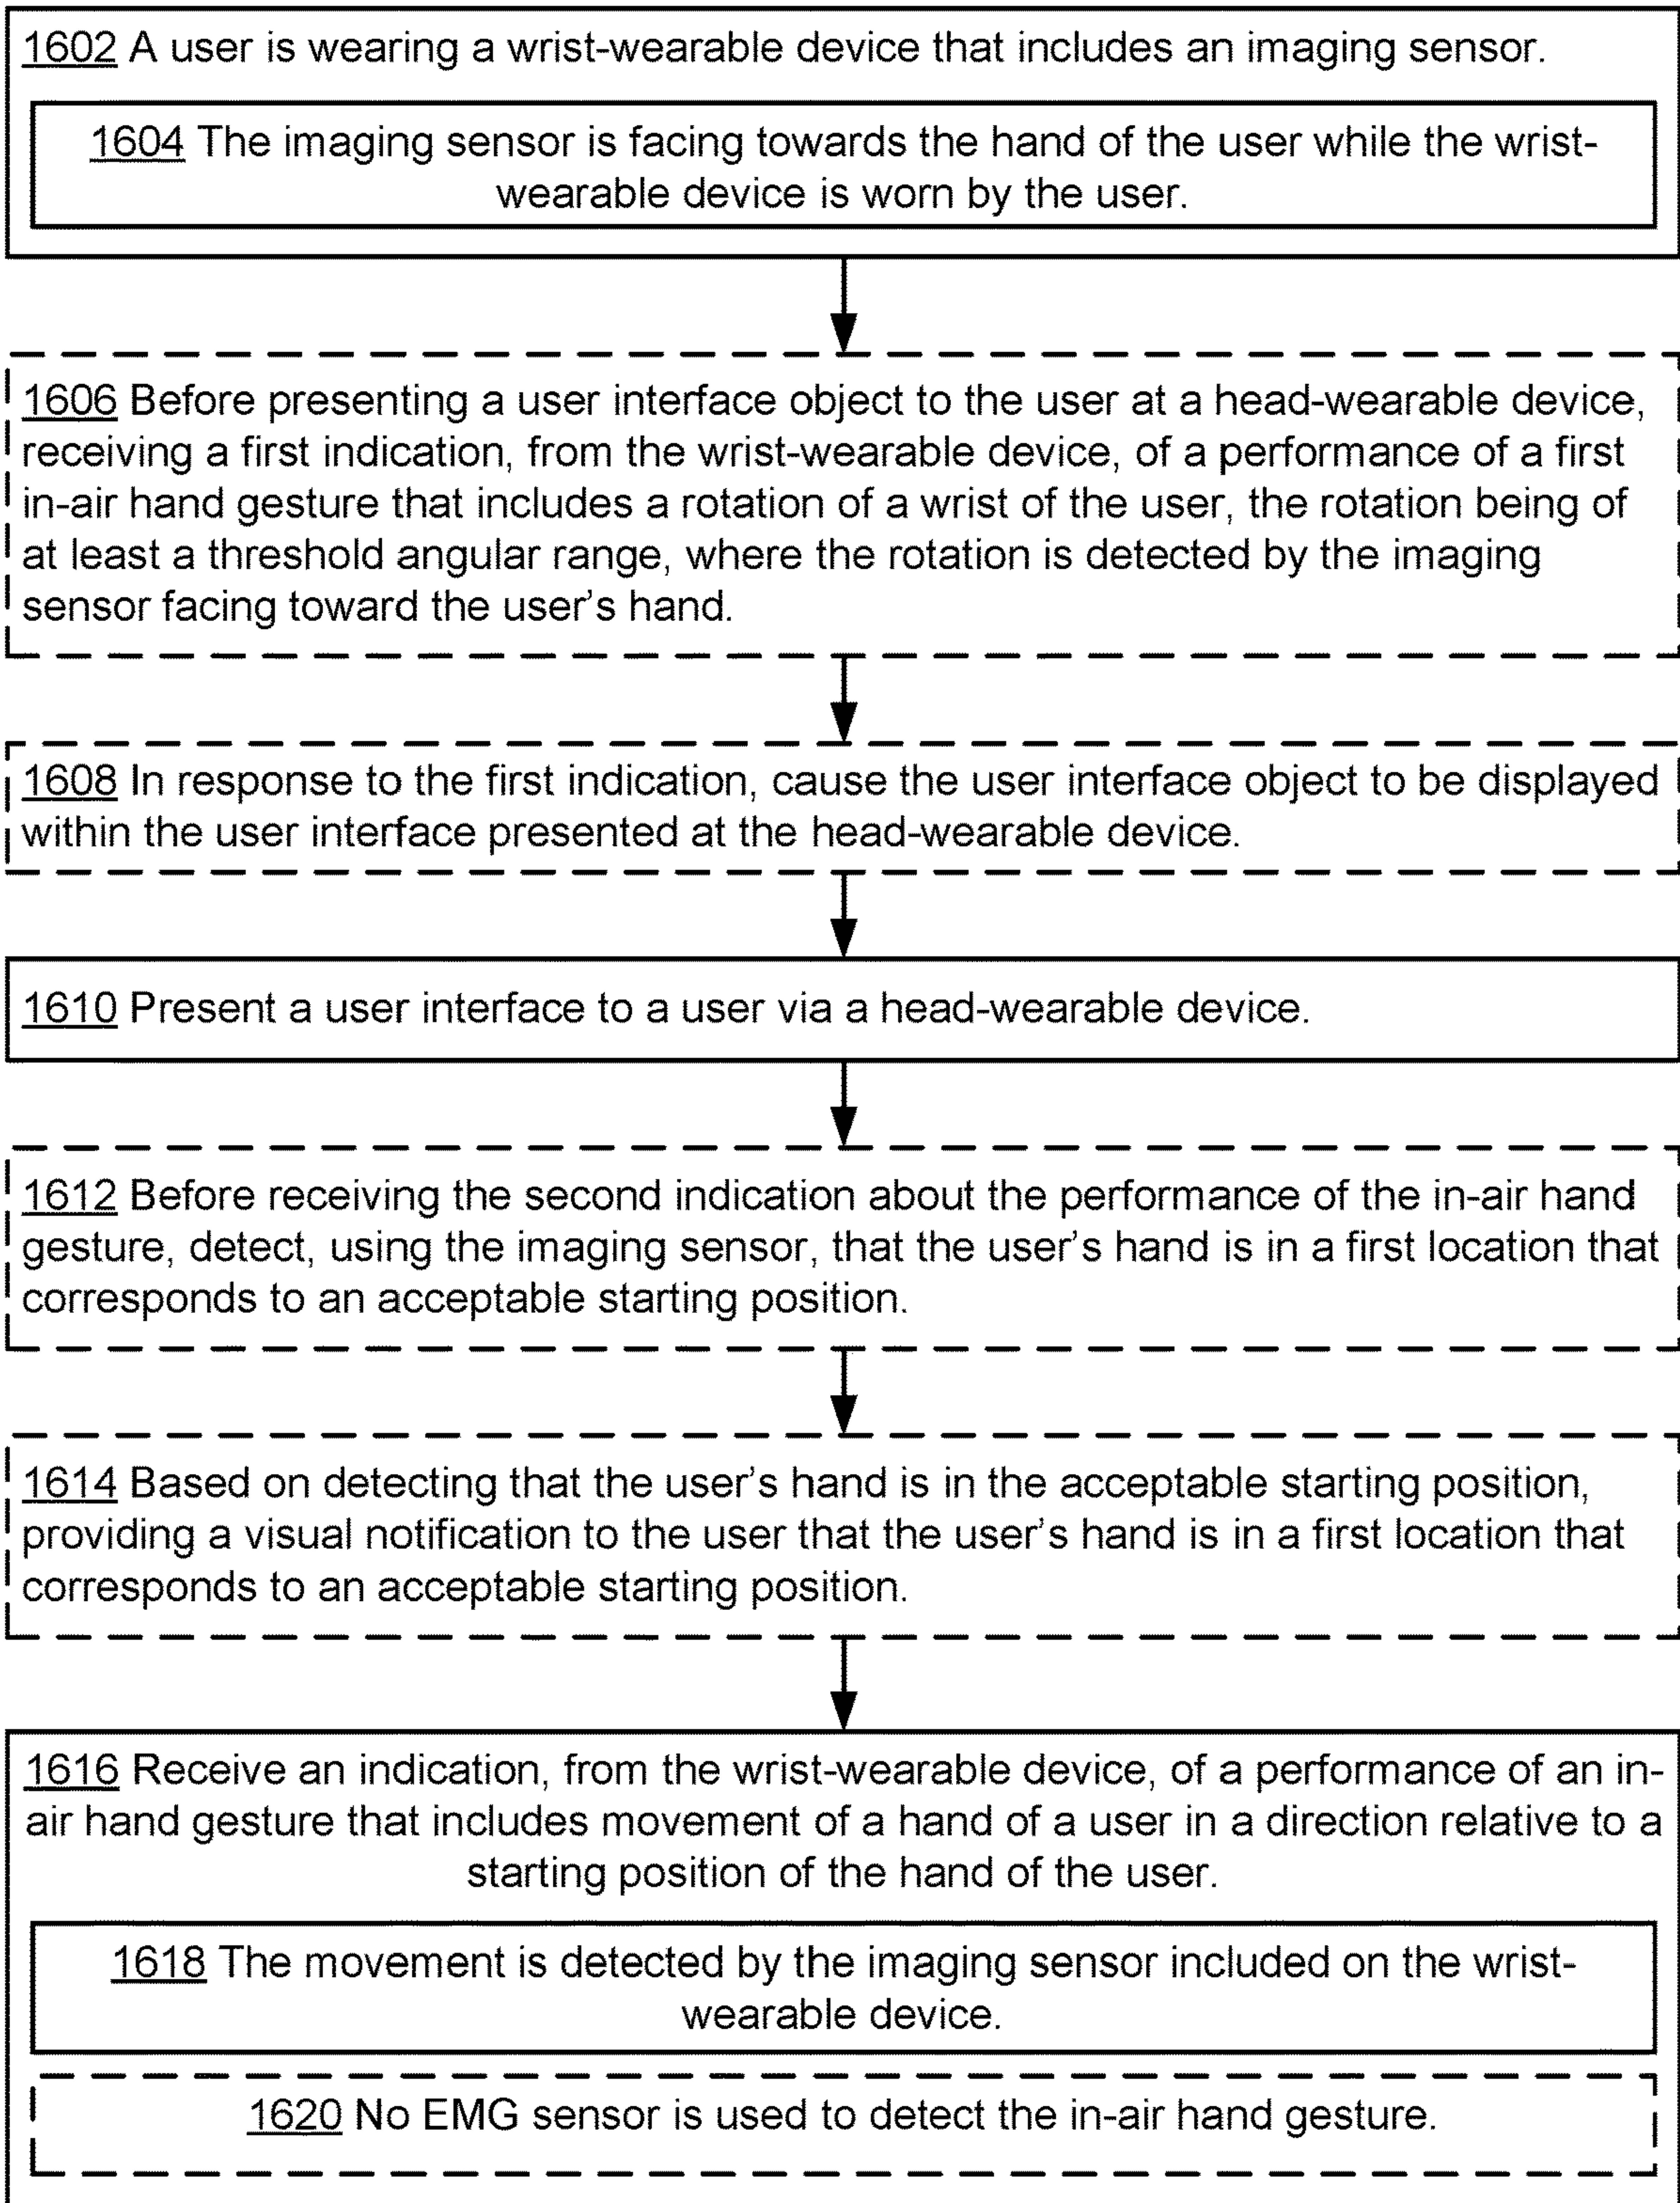 1602 A user is wearing a wrist-wearable device that includes an imaging sensor.
1604 The imaging sensor is facing towards the hand of the user while the wrist-
wearable device is worn by the user.
1606 Before presenting a user interface object to the user at a head-wearable device,
receiving a first indication, from the wrist-wearable device, of a performance of a first
in-air hand gesture that includes a rotation of a wrist of the user, the rotation being of
at least a threshold angular range, where the rotation is detected by the imaging
sensor facing toward the user's hand.
1608 In response to the first indication, cause the user interface object to be displayed
within the user interface presented at the head-wearable device.
1610 Present a user interface to a user via a head-wearable device.
1612 Before receiving the second indication about the performance of the in-air hand
gesture, detect, using the imaging sensor, that the user's hand is in a first location that
corresponds to an acceptable starting position.
1614 Based on detecting that the user's hand is in the acceptable starting position,
providing a visual notification to the user that the user's hand is in a first location that
corresponds to an acceptable starting position.
1616 Receive an indication, from the wrist-wearable device, of a performance of an in-
air hand gesture that includes movement of a hand of a user in a direction relative to a
starting position of the hand of the user.
1618 The movement is detected by the imaging sensor included on the wrist-
wearable device.
1620 No EMG sensor is used to detect the in-air hand gesture.